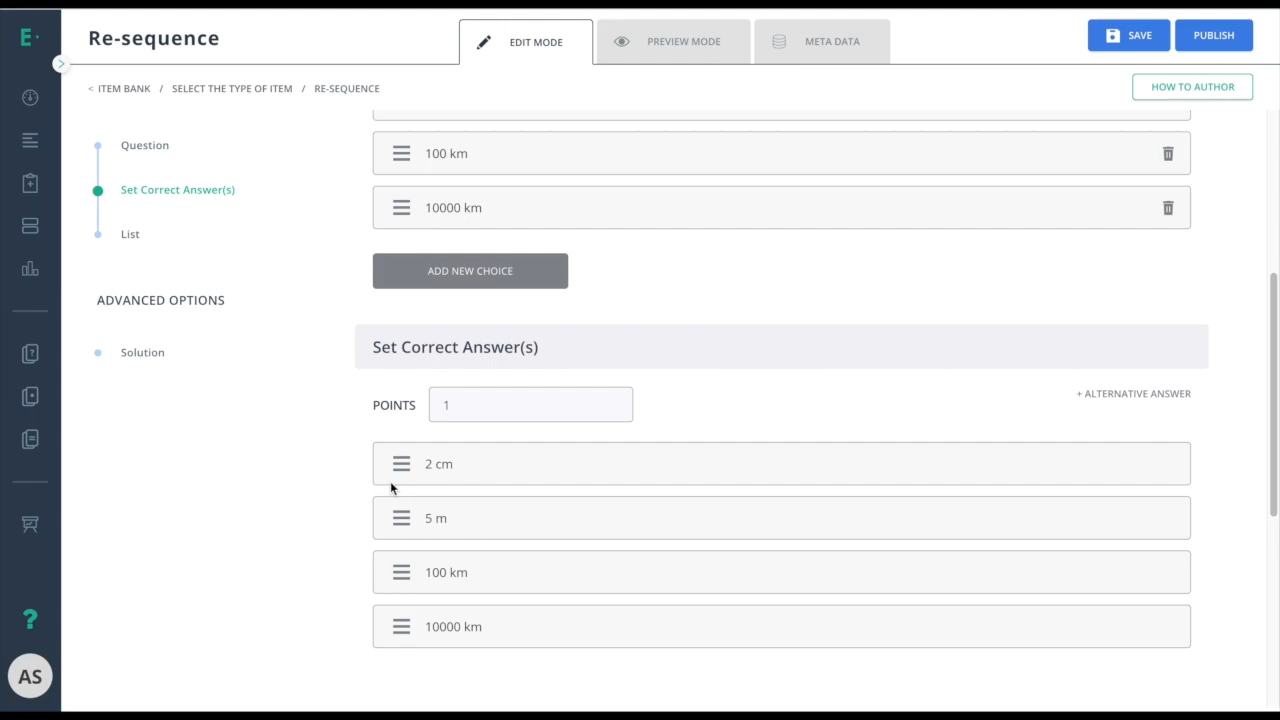 E·
Re-sequence
EDIT MODE
PREVIEW MODE
META DATA
SAVE
PUBLISH
>
< ITEM BANK / SELECT THE TYPE OF ITEM / RE-SEQUENCE
HOW TO AUTHOR
Question
Set Correct Answer(s)
List
ADVANCED OPTIONS
Solution
100 km
10000 km
ADD NEW CHOICE
Set Correct Answer(s)
POINTS 1
+ ALTERNATIVE ANSWER
2 cm
5 m
100 km
10000 km
?
AS